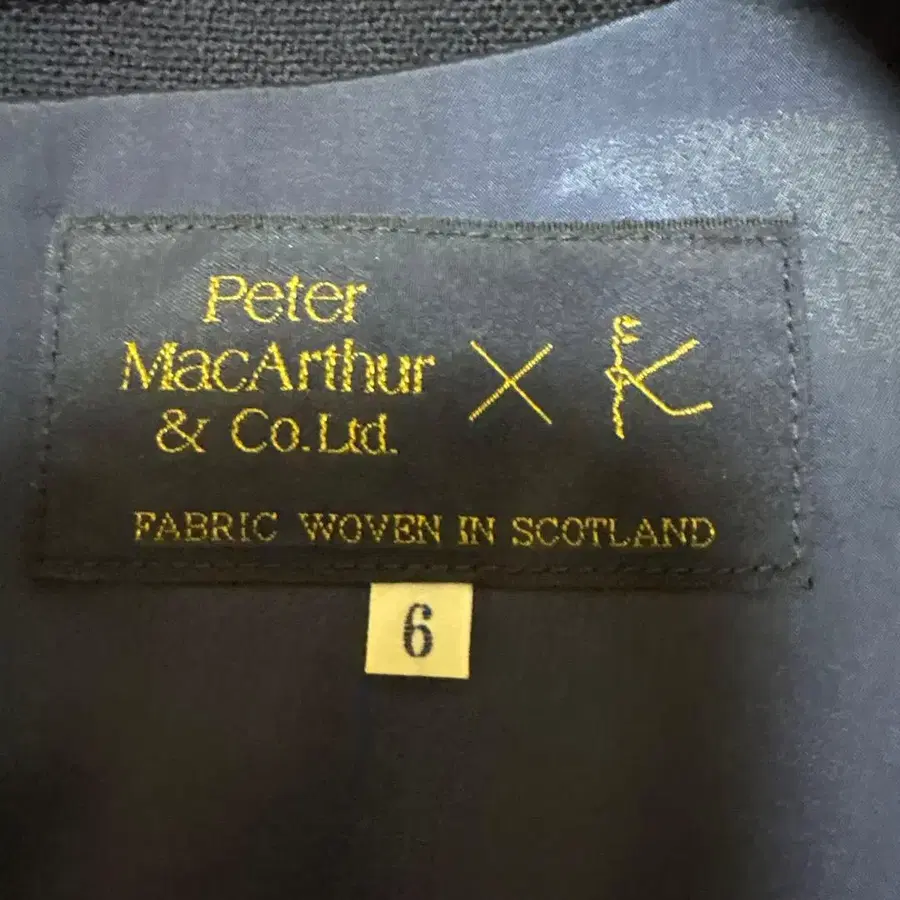 Peter
MacArthur
& Co. Ltd.
X K
FABRIC WOVEN IN SCOTLAND
6